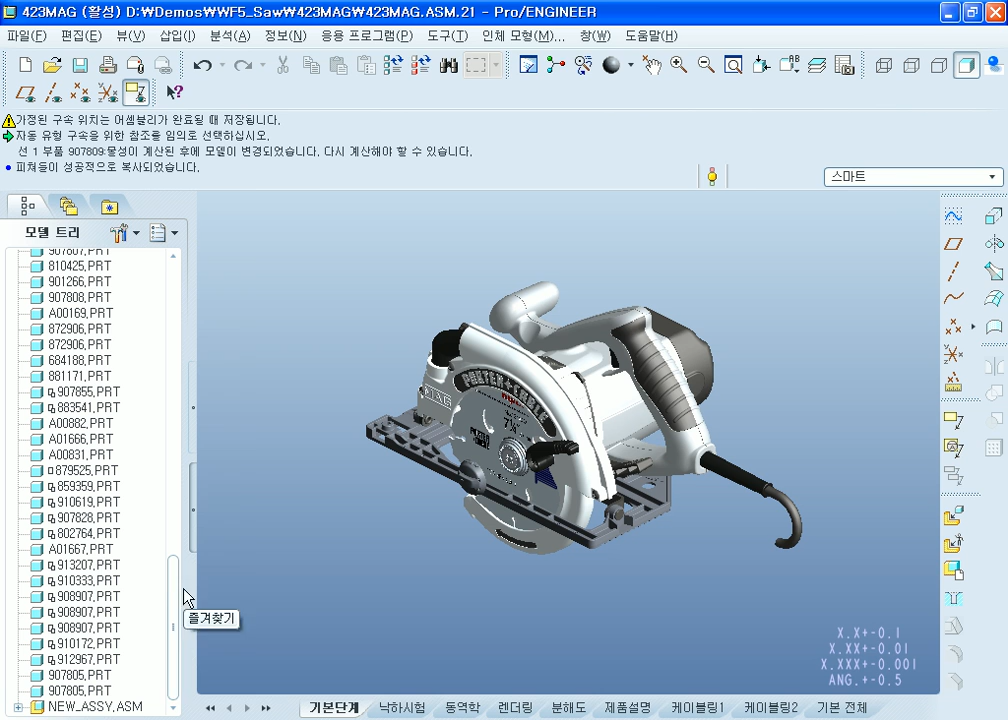 423MAG (활성) D:₩Demos₩WF5_Saw₩423MAG₩423MAG.ASM.21 - Pro/ENGINEER
파일(F) 편집(E) 뷰(V) 삽입(I) 분석(A) 정보(N) 응용 프로그램(P) 도구(T) 인체 모형(M)... 창(W) 도움말(H)
가정된 구속 위치는 어셈블리가 완료될 때 저장됩니다.
자동 유형 구속을 위한 참조를 임의로 선택하십시오.
선 1 부품 907809:물성이 계산된 후에 모델이 변경되었습니다. 다시 계산해야 할 수 있습니다.
피쳐들이 성공적으로 복사되었습니다.
스마트
모델 트리
907807.PRT
810425.PRT
901266.PRT
907808.PRT
A00169.PRT
872906.PRT
872906.PRT
684188.PRT
881171.PRT
907855.PRT
883541.PRT
A00882.PRT
A01666.PRT
A00831.PRT
879525.PRT
859359.PRT
910619.PRT
907828.PRT
802764.PRT
A01667.PRT
913207.PRT
910333.PRT
908907.PRT
908907.PRT
908907.PRT
910172.PRT
912967.PRT
907805.PRT
907805.PRT
NEW_ASSY.ASM
즐겨찾기
PORTER+CABLE
MAG
7¼
X.X+-0.1
X.XX+-0.01
X.XXX+-0.001
ANG.+-0.5
기본단계 낙하시험 동역학 렌더링 분해도 제품설명 케이블링1 케이블링2 기본 전체